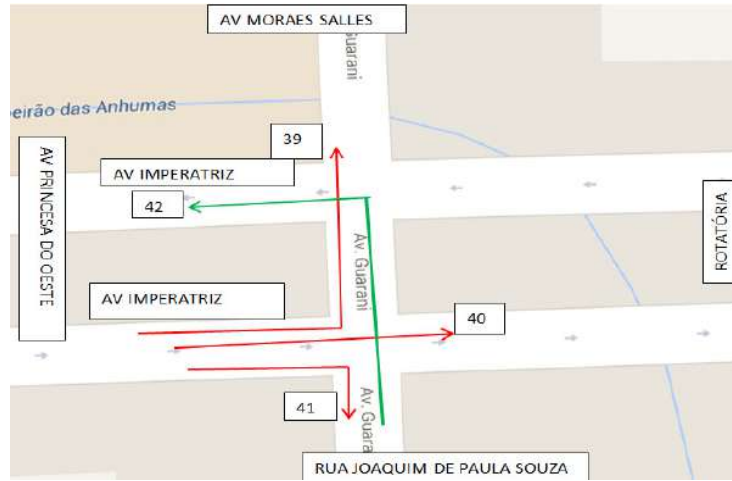 AV MORAES SALLES
Guarani
eirão das Anhumas
39
AV IMPERATRIZ
42
AV PRINCESA DO OESTE
ROTATÓRIA
Av. Guarani
AV IMPERATRIZ
40
41
Av. Guara
RUA JOAQUIM DE PAULA SOUZA